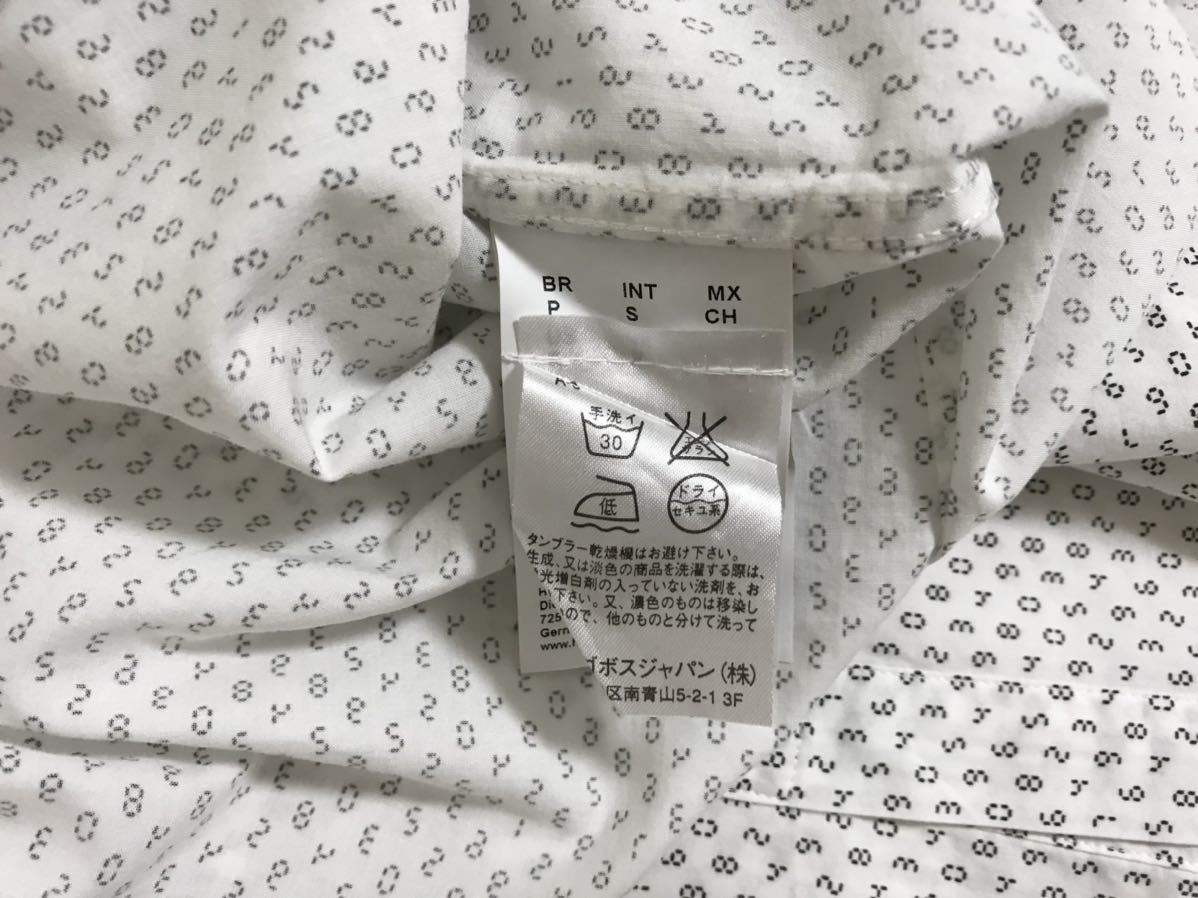 BR INT MX
P S CH
手洗イ
30
ドライ
セキユ系
低
タンブラー乾燥機はお避け下さい。
生成、又は淡色の商品を洗濯する際は、
光増白剤の入っていない洗剤を、お
下さい。又、濃色のものは移染し
725 ので、他のものと分けて洗って
Germ
www.
ゴボスジャパン(株)
区南青山5-2-1 3F